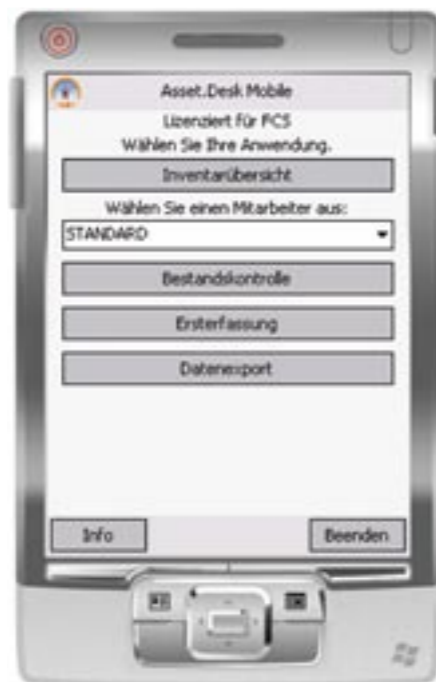 Asset.Desk Mobile
Lizenziert für FCS
Wählen Sie Ihre Anwendung.
Inventarübersicht
Wählen Sie einen Mitarbeiter aus:
STANDARD
Bestandskontrolle
Ersterfassung
Datenexport
Info
Beenden